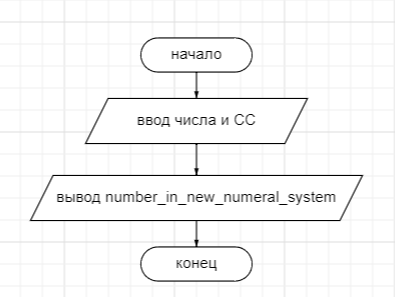 начало
ввод числа и СС
вывод number_in_new_numeral_system
конец